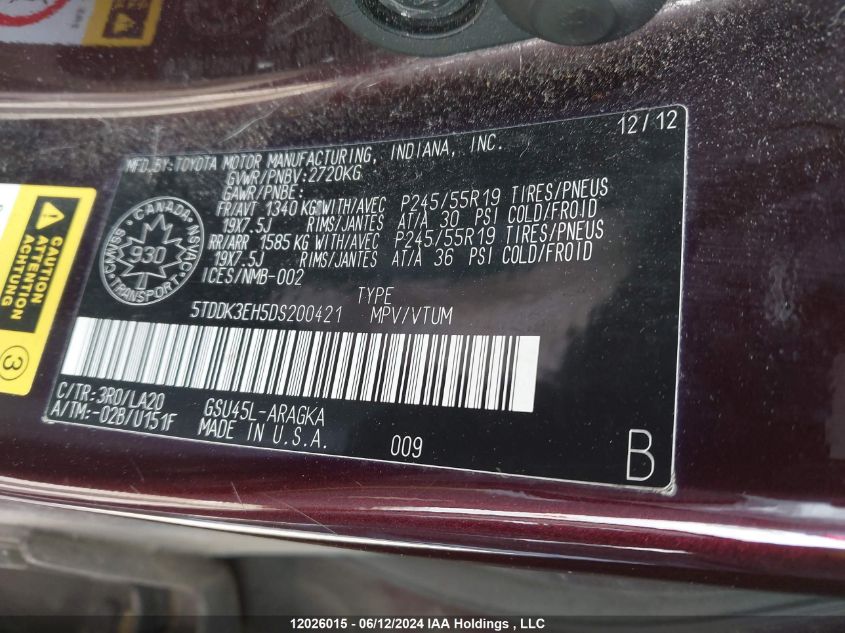 12/12
MFD.BY:TOYOTA MOTOR MANUFACTURING, INDIANA, INC.
GVWR/PNBV:2720KG
GAWR/PNBE:
FR/AVT 1340 KG WITH/AVEC P245/55R19 TIRES/PNEUS
19X7.5J RIMS/JANTES AT/A 30 PSI COLD/FROID
RR/ARR 1585 KG WITH/AVEC P245/55R19 TIRES/PNEUS
19X7.5J RIMS/JANTES AT/A 36 PSI COLD/FROID
ICES/NMB-002
CANADA
CMVSS NSVAC
930
TRANSPORT
TYPE
5TDDK3EH5DS200421 MPV/VTUM
C/TR:3R0/LA20
A/TM:-02B/U151F
GSU45L-ARAGKA
MADE IN U.S.A.
009
B
CAUTION
ATTENTION
ACHTUNG
3
12026015 - 06/12/2024 IAA Holdings , LLC